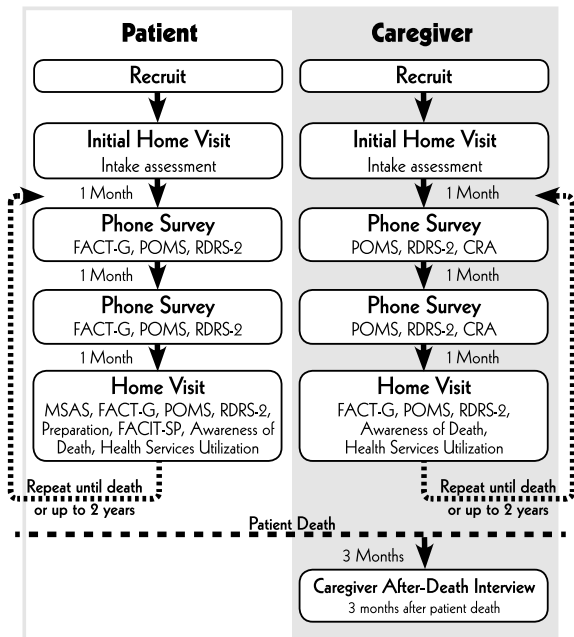 Patient
Recruit
Initial Home Visit
Intake assessment
1 Month
Phone Survey
FACT-G, POMS, RDRS-2
1 Month
Phone Survey
FACT-G, POMS, RDRS-2
1 Month
Home Visit
MSAS, FACT-G, POMS, RDRS-2,
Preparation, FACIT-SP, Awareness of
Death, Health Services Utilization
Repeat until death
or up to 2 years
Caregiver
Recruit
Initial Home Visit
Intake assessment
1 Month
Phone Survey
POMS, RDRS-2, CRA
1 Month
Phone Survey
POMS, RDRS-2, CRA
1 Month
Home Visit
FACT-G, POMS, RDRS-2,
Awareness of Death,
Health Services Utilization
Repeat until death
or up to 2 years
Patient Death
3 Months
Caregiver After-Death Interview
3 months after patient death